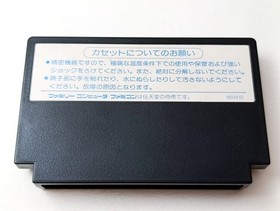 カセットについてのお願い
●精密機器ですので、極端な温度条件下での使用や保管および強い
ショックをさけてください。また、絶対に分解しないでください。
●端子部に手を触れたり、水にぬらしたりして汚さないようにして
ください。故障の原因となります。
ファミリーコンピュータ ファミコンは任天堂の商標です。